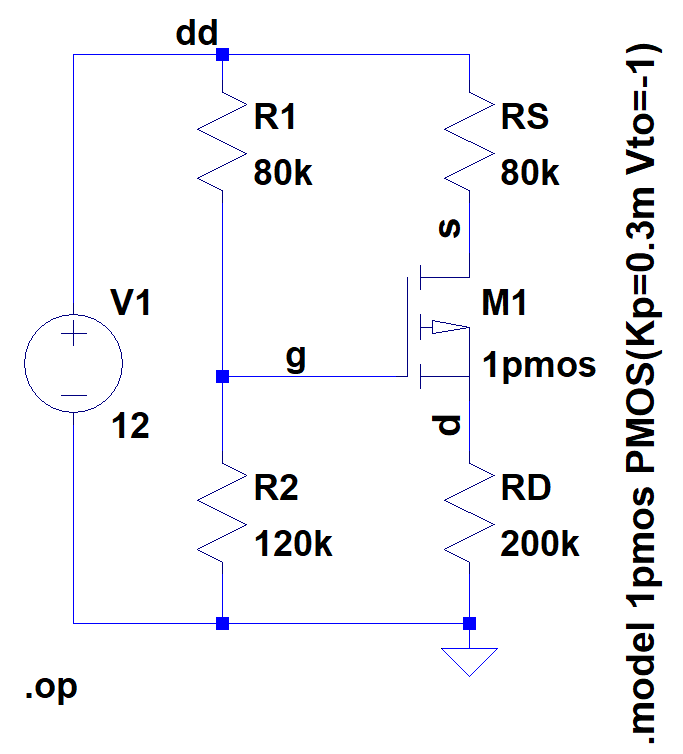 dd
R1
80k
RS
80k
s
V1
12
M1
1pmos
g
d
R2
120k
RD
200k
.op
.model 1pmos PMOS(Kp=0.3m Vto=-1)